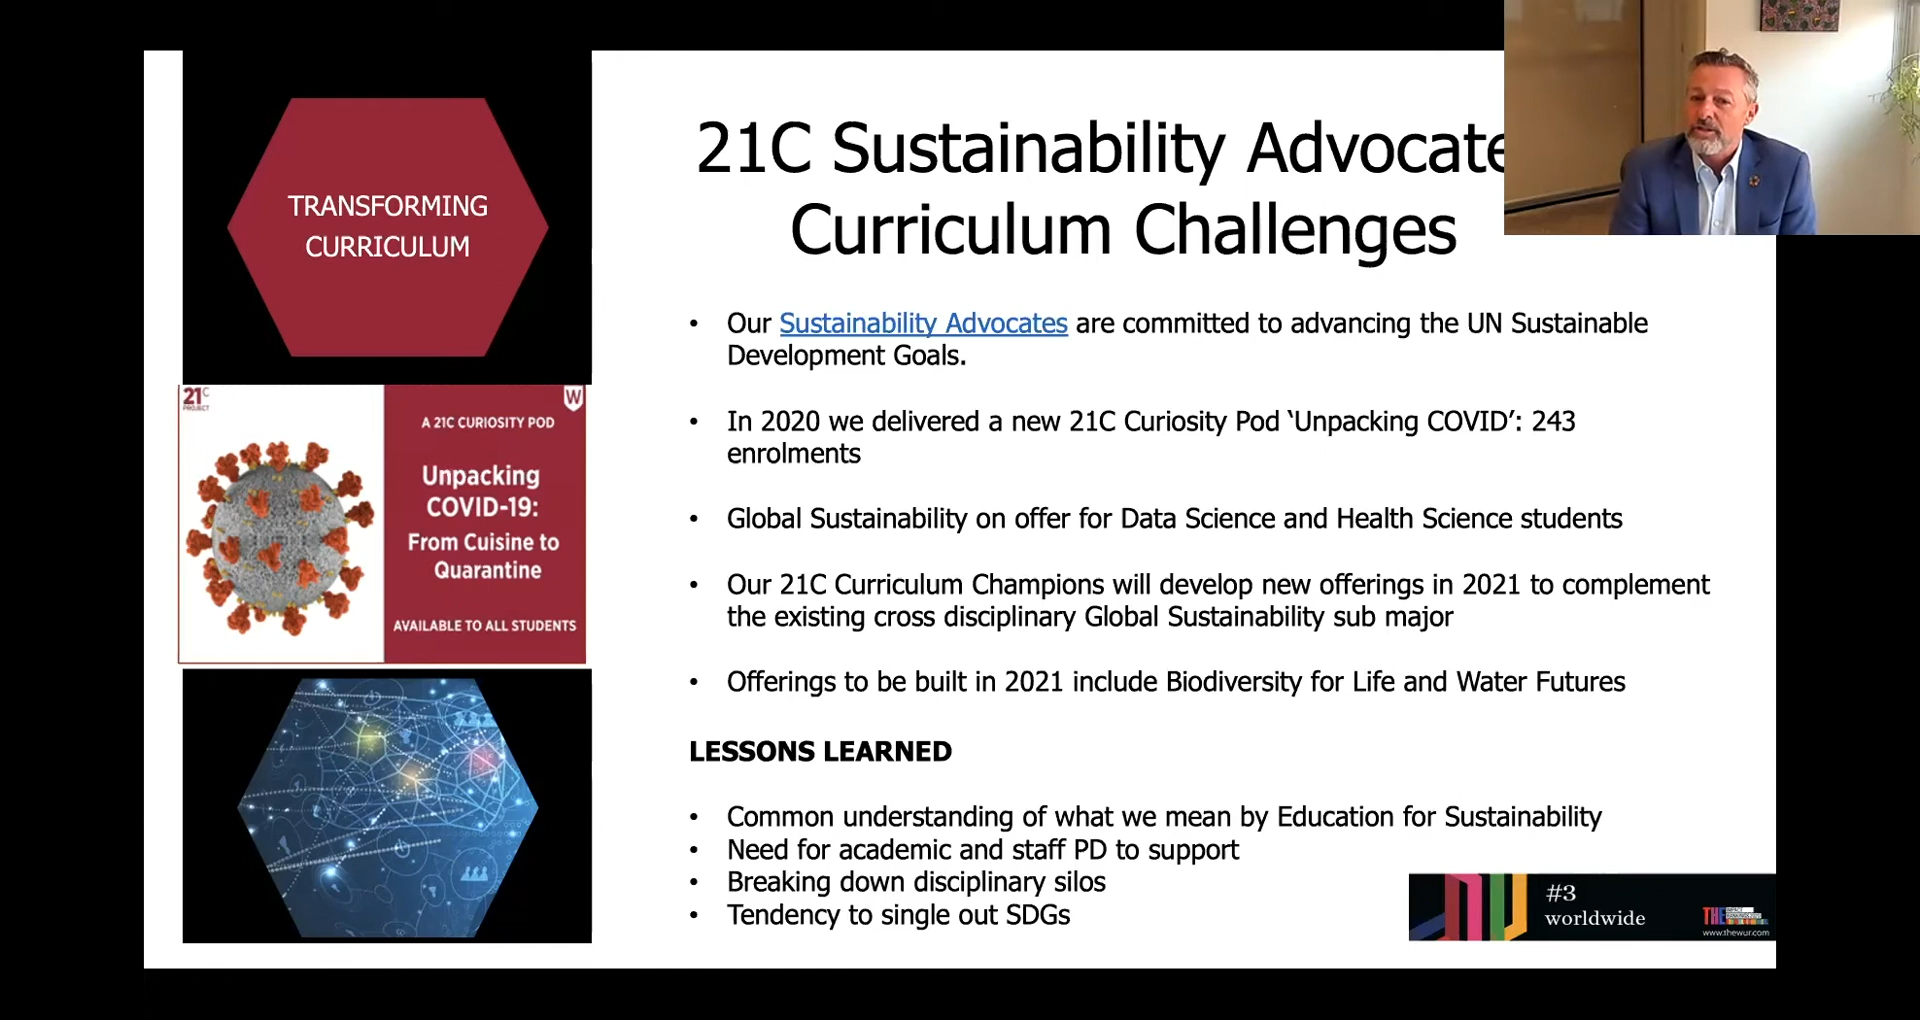 TRANSFORMING
CURRICULUM
21C
PROJECT
W
A 21C CURIOSITY POD
Unpacking
COVID-19:
From Cuisine to
Quarantine
AVAILABLE TO ALL STUDENTS
21C Sustainability Advocate
Curriculum Challenges
• Our Sustainability Advocates are committed to advancing the UN Sustainable
Development Goals.
• In 2020 we delivered a new 21C Curiosity Pod ‘Unpacking COVID’: 243
enrolments
• Global Sustainability on offer for Data Science and Health Science students
• Our 21C Curriculum Champions will develop new offerings in 2021 to complement
the existing cross disciplinary Global Sustainability sub major
• Offerings to be built in 2021 include Biodiversity for Life and Water Futures
LESSONS LEARNED
• Common understanding of what we mean by Education for Sustainability
• Need for academic and staff PD to support
• Breaking down disciplinary silos
• Tendency to single out SDGs
#3
worldwide
THE
www.thewur.com